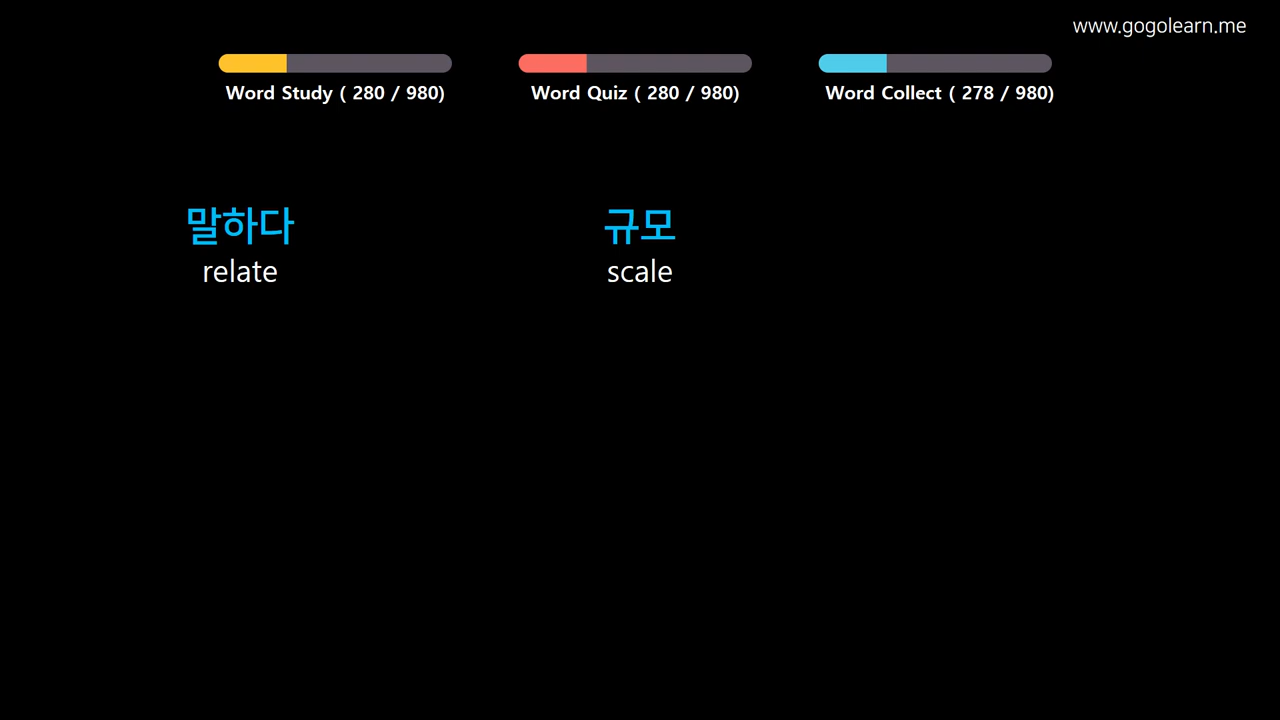 www.gogolearn.me
Word Study ( 280 / 980)
Word Quiz ( 280 / 980)
Word Collect ( 278 / 980)
말하다
relate
규모
scale